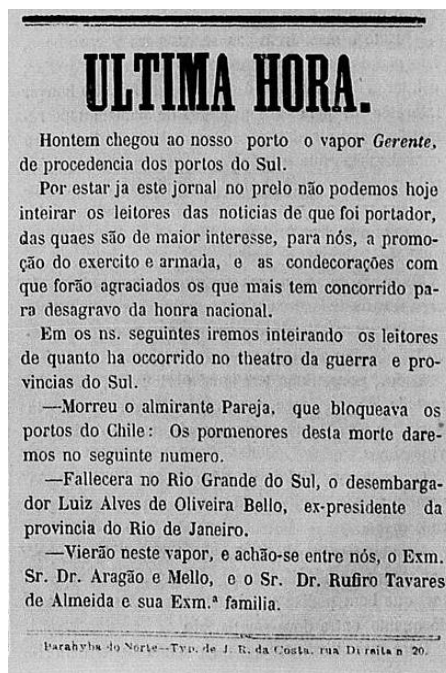 ULTIMA HORA.
Hontem chegou ao nosso porto o vapor Gerente,
de procedencia dos portos do Sul.
Por estar ja este jornal no prelo não podemos hoje
inteirar os leitores das noticias de que foi portador,
das quaes são de maior interesse, para nós, a promo-
ção do exercito e armada, e as condecorações com
que forão agraciados os que mais tem concorrido pa-
ra desagravo da honra nacional.
Em os ns. seguintes iremos inteirando os leitores
de quanto ha occorrido no theatro da guerra e pro-
vincias do Sul.
—Morreu o almirante Pareja, que bloqueava os
portos do Chile: Os pormenores desta morte dare-
mos no seguinte numero.
—Fallecera no Rio Grande do Sul, o desembarga-
dor Luiz Alves de Oliveira Bello, ex-presidente da
provincia do Rio de Janeiro.
—Vierão neste vapor, e achão-se entre nós, o Exm.
Sr. Dr. Aragão e Mello, e o Sr. Dr. Rufiro Tavares
de Almeida e sua Exm.ª familia.
Parahyba do Norte—Typ. de J. R. da Costa, rua Direita n 20.